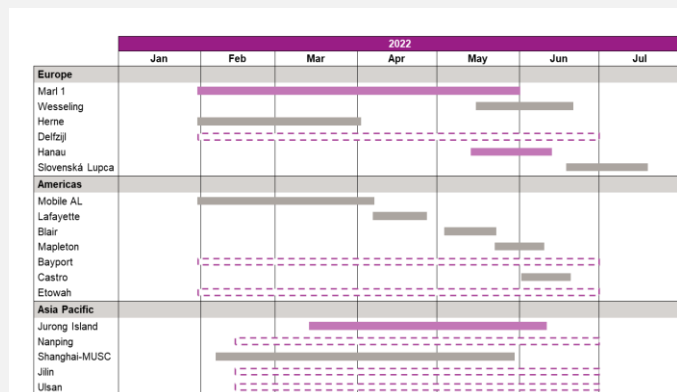 2022
Jan Feb Mar Apr May Jun Jul
Europe
Marl 1
Wesseling
Herne
Delfzijl
Hanau
Slovenská Lupca
Americas
Mobile AL
Lafayette
Blair
Mapleton
Bayport
Castro
Etowah
Asia Pacific
Jurong Island
Nanping
Shanghai-MUSC
Jilin
Ulsan